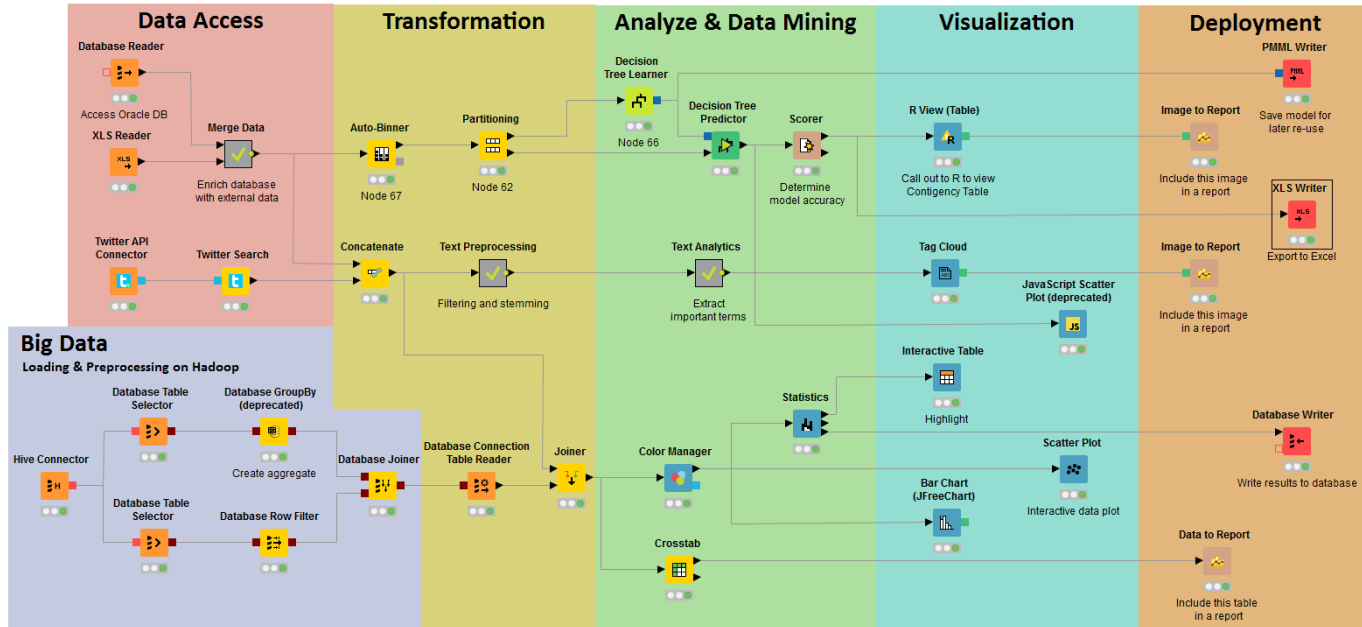 Data Access
Transformation
Analyze & Data Mining
Visualization
Deployment
Database Reader
Access Oracle DB
XLS Reader
XLS
Merge Data
Enrich database
with external data
Twitter API
Connector
Twitter Search
Big Data
Loading & Preprocessing on Hadoop
Hive Connector
H
Database Table
Selector
Database GroupBy
(deprecated)
Create aggregate
Database Table
Selector
Database Row Filter
Database Joiner
Auto-Binner
Node 67
Partitioning
Node 62
Concatenate
Text Preprocessing
Filtering and stemming
Database Connection
Table Reader
Joiner
Decision
Tree Learner
Node 66
Decision Tree
Predictor
Scorer
Determine
model accuracy
Text Analytics
Extract
important terms
Statistics
Color Manager
Crosstab
R View (Table)
R
Call out to R to view
Contigency Table
Tag Cloud
JavaScript Scatter
Plot (deprecated)
JS
Interactive Table
Highlight
Scatter Plot
Interactive data plot
Bar Chart
(JFreeChart)
PMML Writer
PMML
Save model for
later re-use
Image to Report
Include this image
in a report
XLS Writer
XLS
Export to Excel
Image to Report
Include this image
in a report
Database Writer
Write results to database
Data to Report
Include this table
in a report